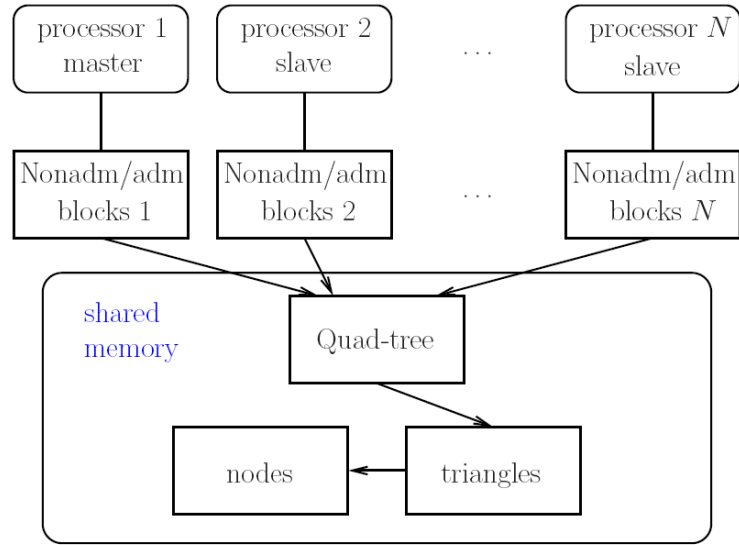 processor 1
master
processor 2
slave
...
processor N
slave
Nonadm/adm
blocks 1
Nonadm/adm
blocks 2
...
Nonadm/adm
blocks N
shared
memory
Quad-tree
nodes
triangles